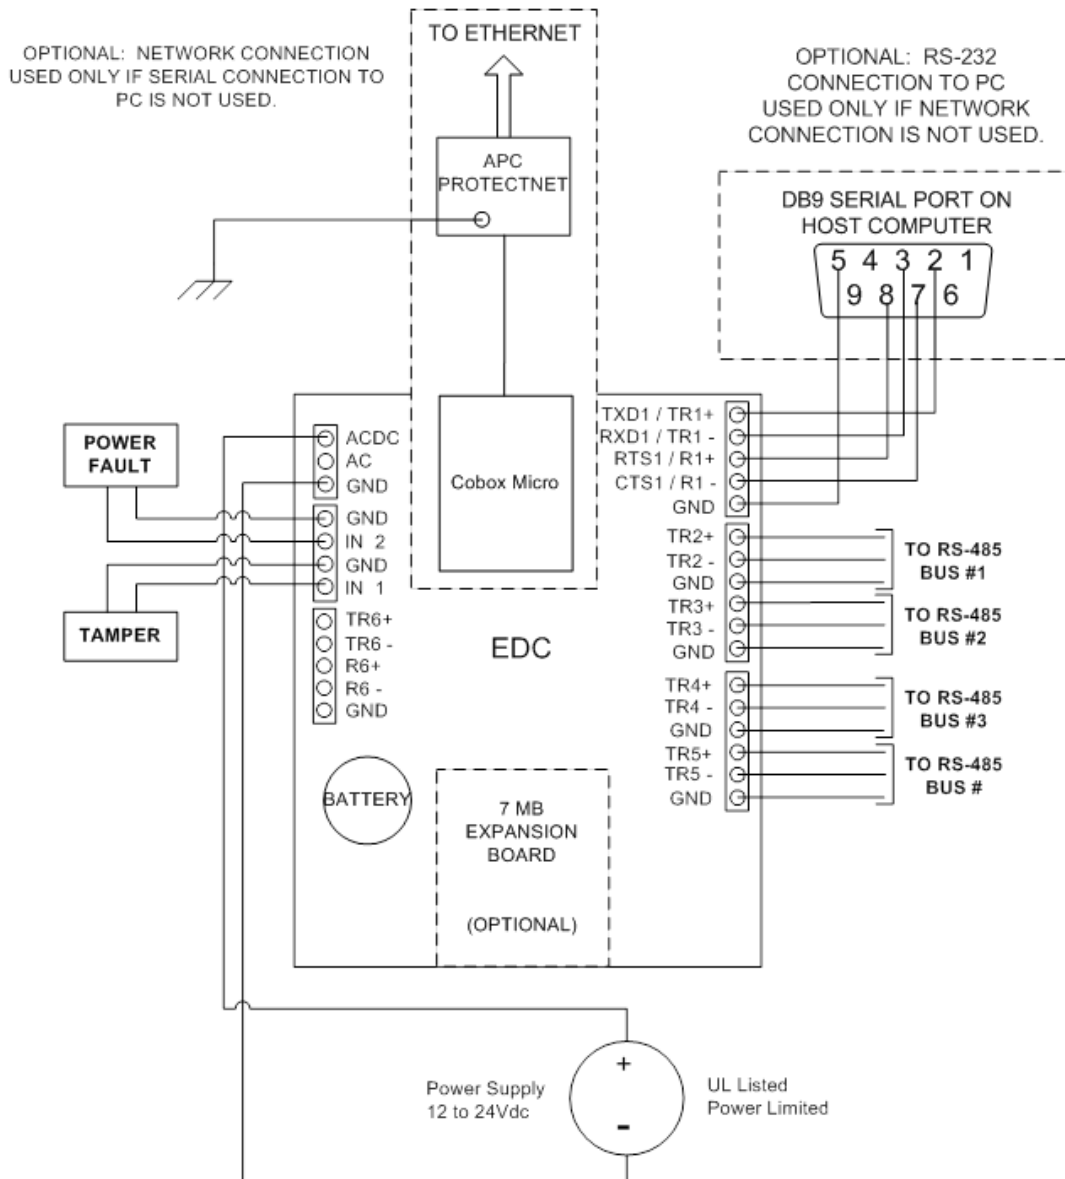 OPTIONAL: NETWORK CONNECTION
USED ONLY IF SERIAL CONNECTION TO
PC IS NOT USED.
TO ETHERNET
APC
PROTECTNET
OPTIONAL: RS-232
CONNECTION TO PC
USED ONLY IF NETWORK
CONNECTION IS NOT USED.
DB9 SERIAL PORT ON
HOST COMPUTER
5 4 3 2 1
9 8 7 6
POWER
FAULT
TAMPER
ACDC
AC
GND
GND
IN 2
GND
IN 1
TR6+
TR6 -
R6+
R6 -
GND
Cobox Micro
EDC
BATTERY
7 MB
EXPANSION
BOARD
(OPTIONAL)
TXD1 / TR1+
RXD1 / TR1 -
RTS1 / R1+
CTS1 / R1 -
GND
TR2+
TR2 -
GND
TR3+
TR3 -
GND
TR4+
TR4 -
GND
TR5+
TR5 -
GND
TO RS-485
BUS #1
TO RS-485
BUS #2
TO RS-485
BUS #3
TO RS-485
BUS #
Power Supply
12 to 24Vdc
+
-
UL Listed
Power Limited